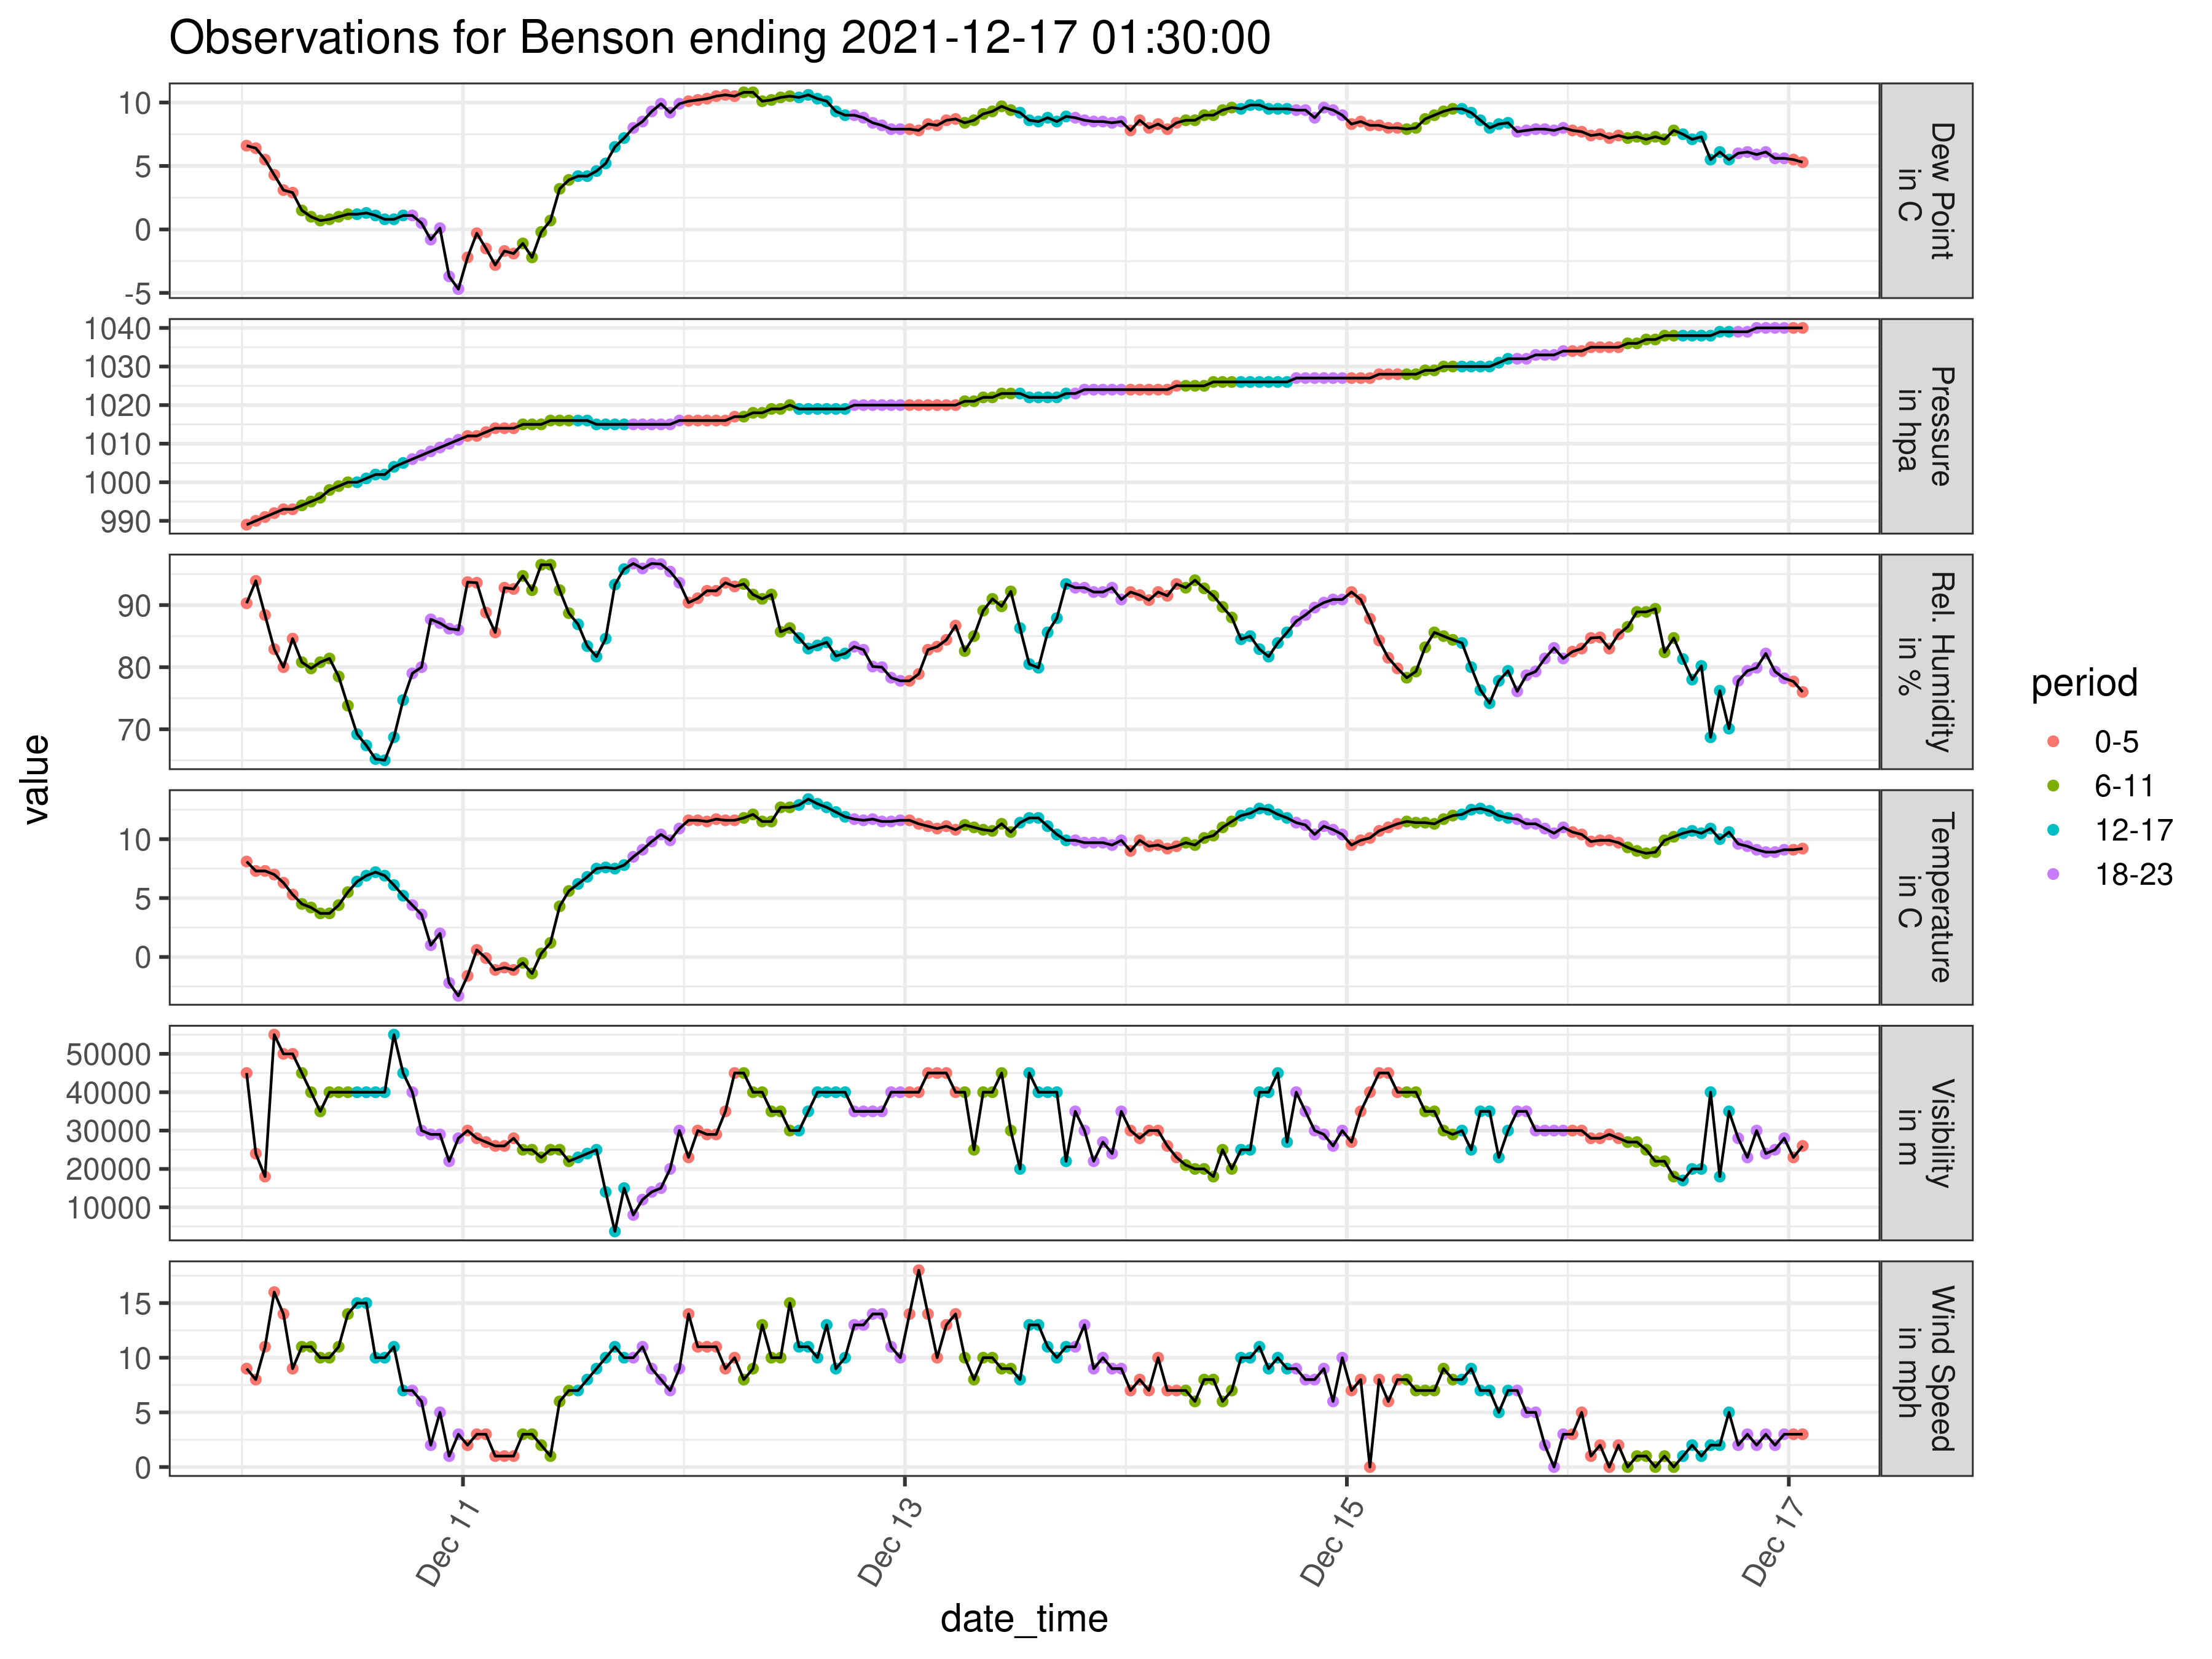 Observations for Benson ending 2021-12-17 01:30:00
value
10
5
0
-5
Dew Point
in C
1040
1030
1020
1010
1000
990
Pressure
in hpa
90
80
70
Rel. Humidity
in %
10
5
0
Temperature
in C
50000
40000
30000
20000
10000
Visibility
in m
15
10
5
0
Wind Speed
in mph
Dec 11
Dec 13
Dec 15
Dec 17
date_time
period
0-5
6-11
12-17
18-23